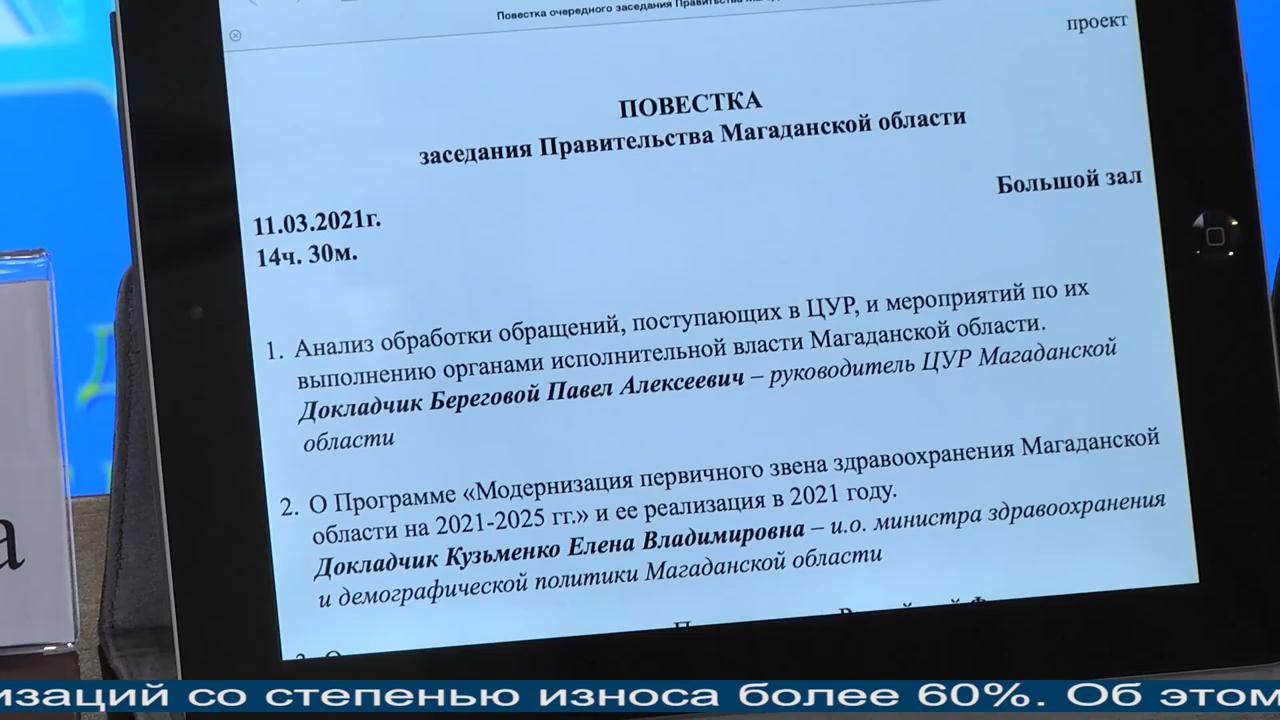 Повестка очередного заседания Правительства
проект
ПОВЕСТКА
заседания Правительства Магаданской области
Большой зал
11.03.2021г.
14ч. 30м.
1. Анализ обработки обращений, поступающих в ЦУР, и мероприятий по их
выполнению органами исполнительной власти Магаданской области.
Докладчик Береговой Павел Алексеевич – руководитель ЦУР Магаданской
области
2. О Программе «Модернизация первичного звена здравоохранения Магаданской
области на 2021-2025 гг.» и ее реализация в 2021 году.
Докладчик Кузьменко Елена Владимировна – и.о. министра здравоохранения
и демографической политики Магаданской области
а
изаций со степенью износа более 60%. Об этом